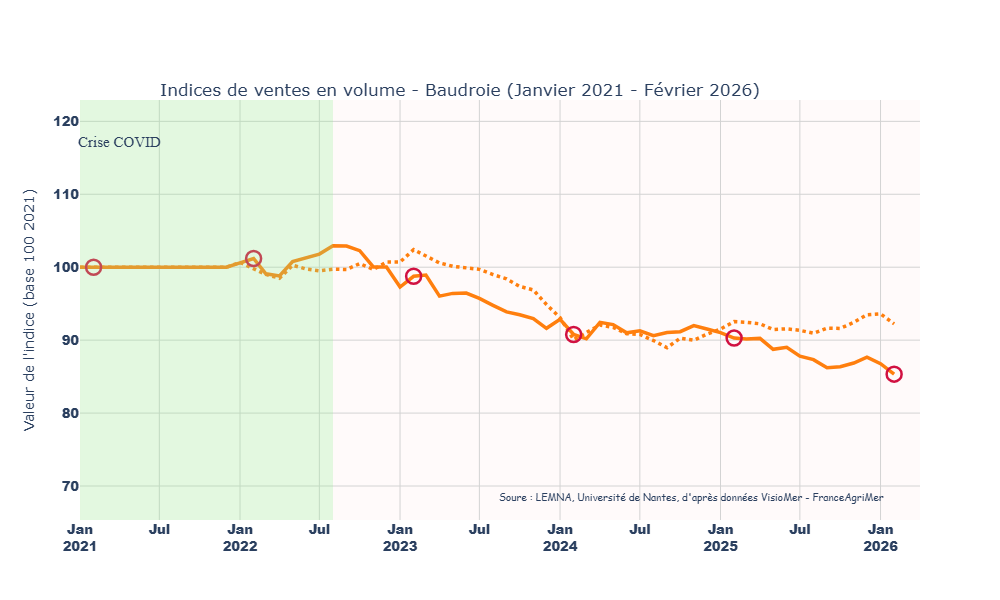 Indices de ventes en volume - Baudroie (Janvier 2021 - Février 2026)
120
Crise COVID
110
100
90
80
70
Valeur de l'indice (base 100 2021)
Soure : LEMNA, Université de Nantes, d'après données VisioMer - FranceAgriMer
Jan Jul Jan Jul Jan Jul Jan Jul Jan Jul Jan
2021 2022 2023 2024 2025 2026